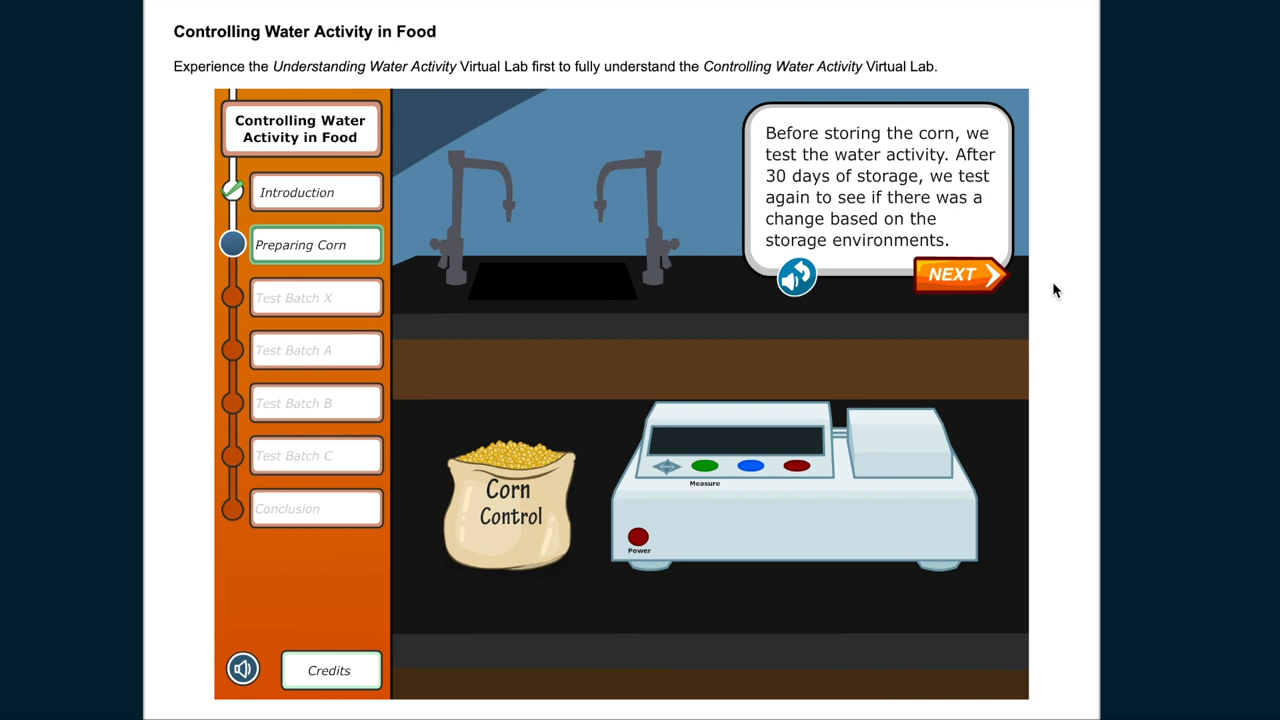 Controlling Water Activity in Food
Experience the Understanding Water Activity Virtual Lab first to fully understand the Controlling Water Activity Virtual Lab.
Controlling Water
Activity in Food
Introduction
Preparing Corn
Test Batch X
Test Batch A
Test Batch B
Test Batch C
Conclusion
Credits
Before storing the corn, we
test the water activity. After
30 days of storage, we test
again to see if there was a
change based on the
storage environments.
NEXT
Corn
Control
Measure
Power